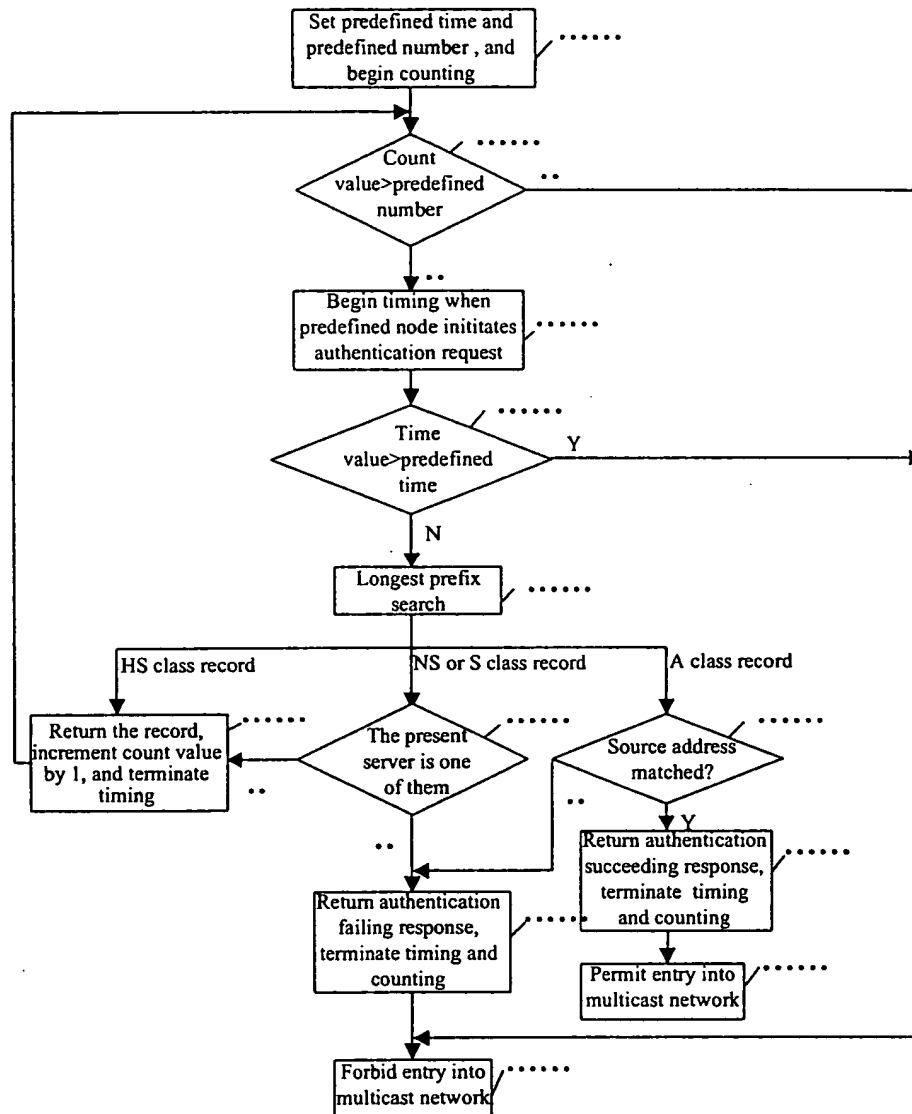 Set predefined time and
predefined number , and
begin counting
Count
value>predefined
number
Begin timing when
predefined node inititates
authentication request
Time
value>predefined
time
Y
N
Longest prefix
search
HS class record
NS or S class record
A class record
Return the record,
increment count value
by 1, and terminate
timing
The present
server is one
of them
Source address
matched?
Y
Return authentication
succeeding response,
terminate timing
and counting
Return authentication
failing response,
terminate timing and
counting
Permit entry into
multicast network
Forbid entry into
multicast network